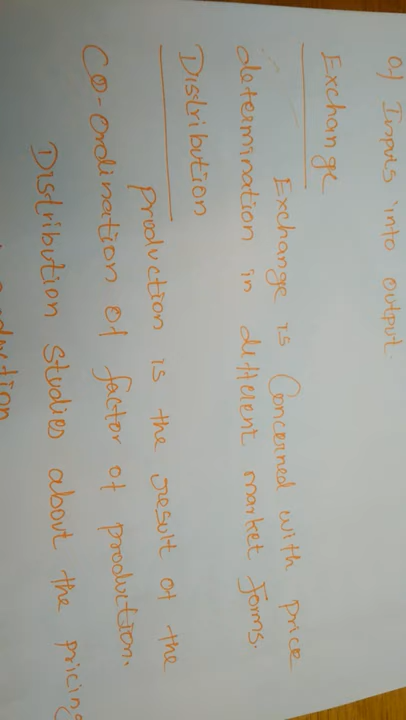 of Inputs into output.
Exchange
Exchange is Concerned with price
determination in different market forms.
Distribution
production is the result of the
Co-ordination of factor of production.
Distribution studies about the pricing